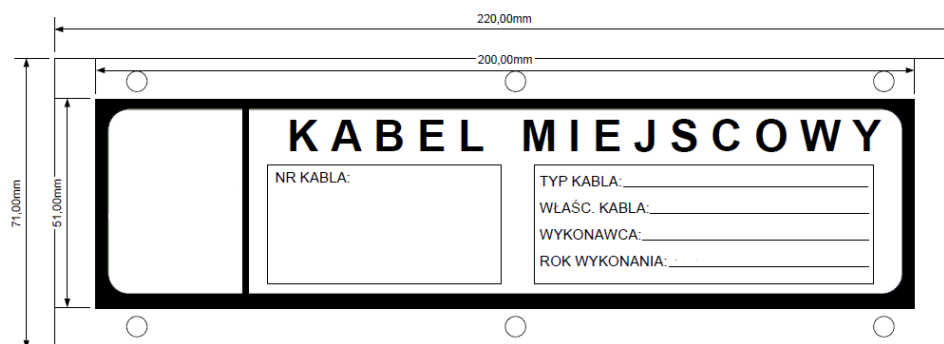 220,00mm
200,00mm
71,00mm
51,00mm
KABEL MIEJSCOWY
NR KABLA:
TYP KABLA:
WŁAŚC. KABLA:
WYKONAWCA:
ROK WYKONANIA: